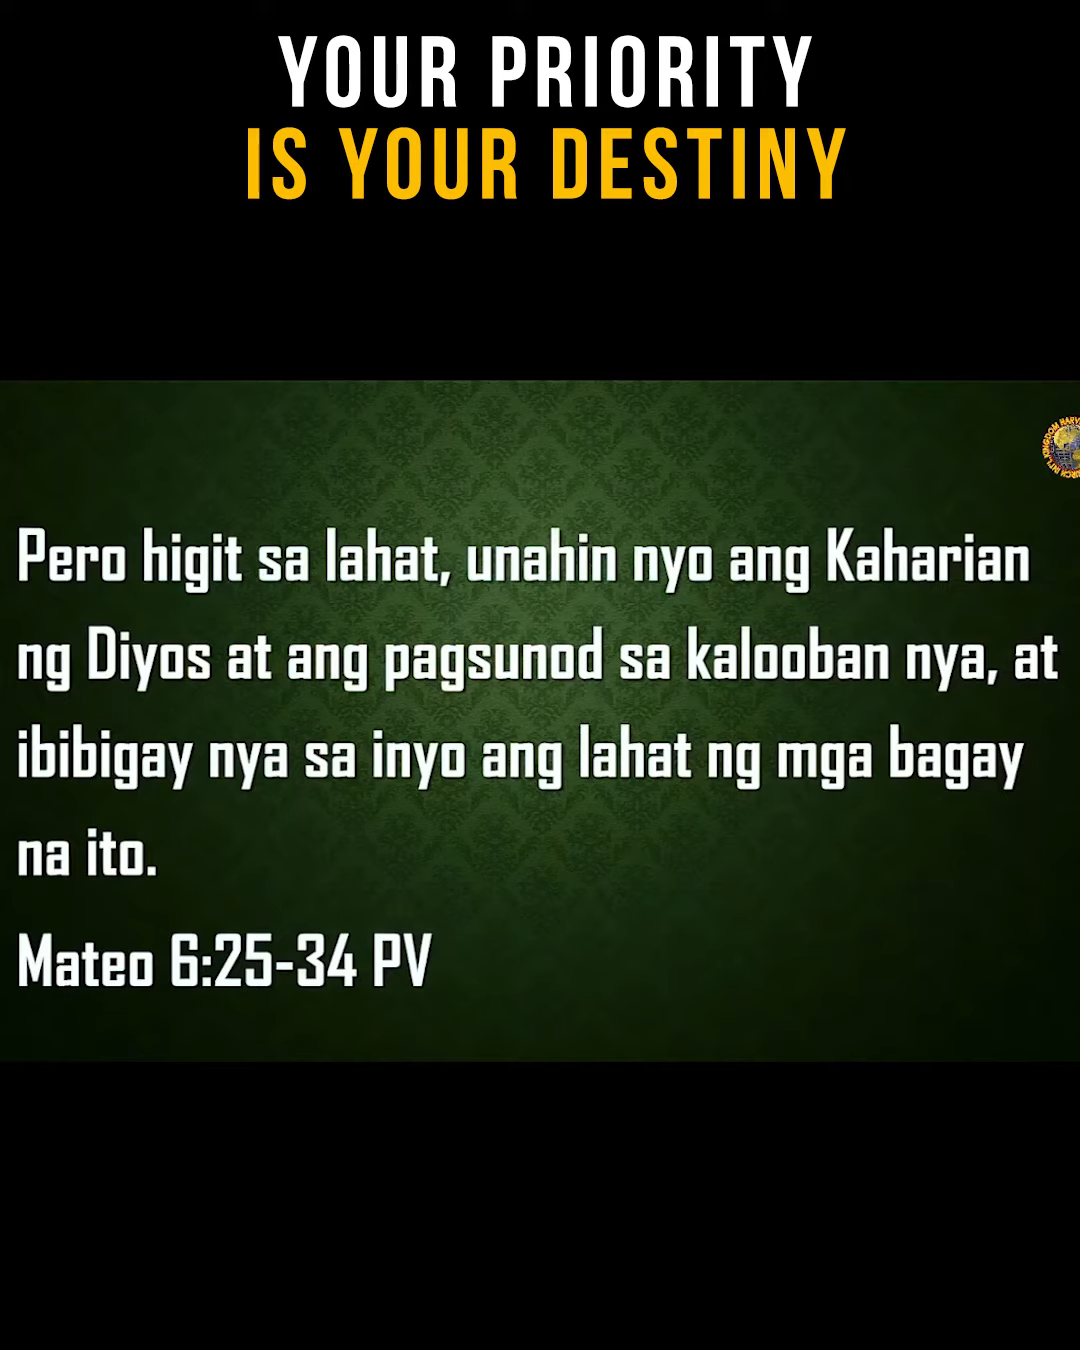 YOUR PRIORITY
IS YOUR DESTINY
Pero higit sa lahat, unahin nyo ang Kaharian
ng Diyos at ang pagsunod sa kalooban nya, at
ibibigay nya sa inyo ang lahat ng mga bagay
na ito.
Mateo 6:25-34 PV
KINGDOM